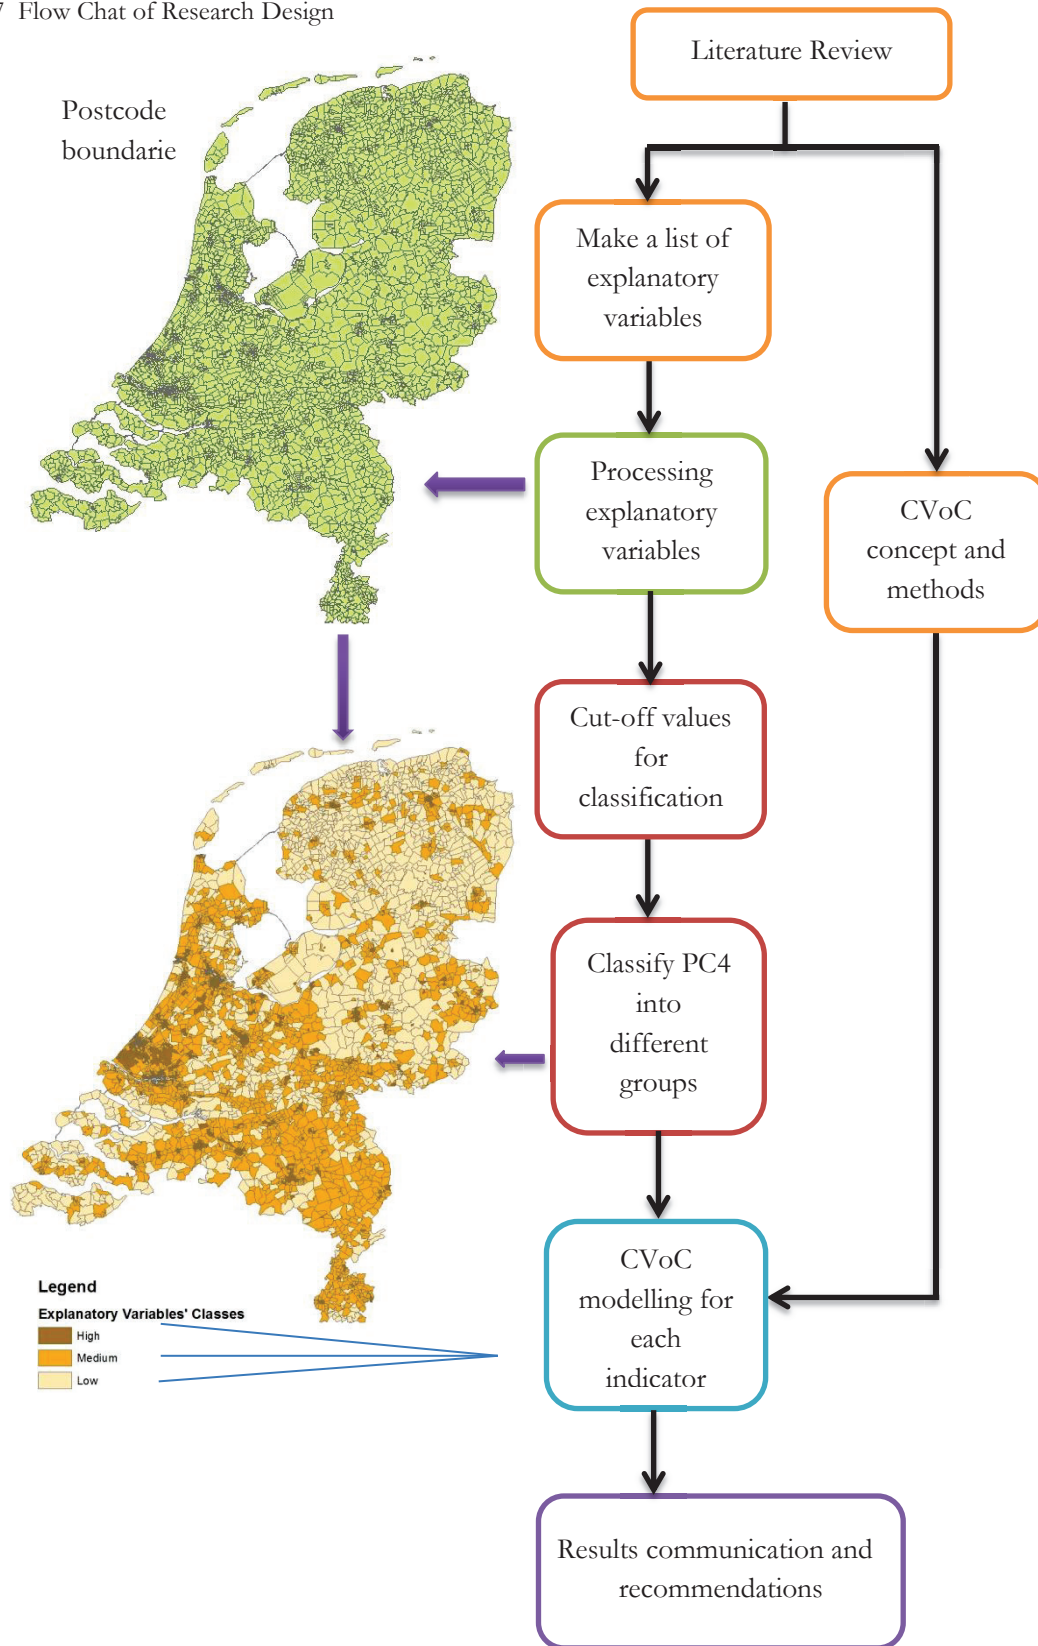 7 Flow Chat of Research Design
Literature Review
Postcode
boundarie
Make a list of
explanatory
variables
Processing
explanatory
variables
CVoC
concept and
methods
Cut-off values
for
classification
Classify PC4
into
different
groups
CVoC
modelling for
each
indicator
Legend
Explanatory Variables' Classes
High
Medium
Low
Results communication and
recommendations